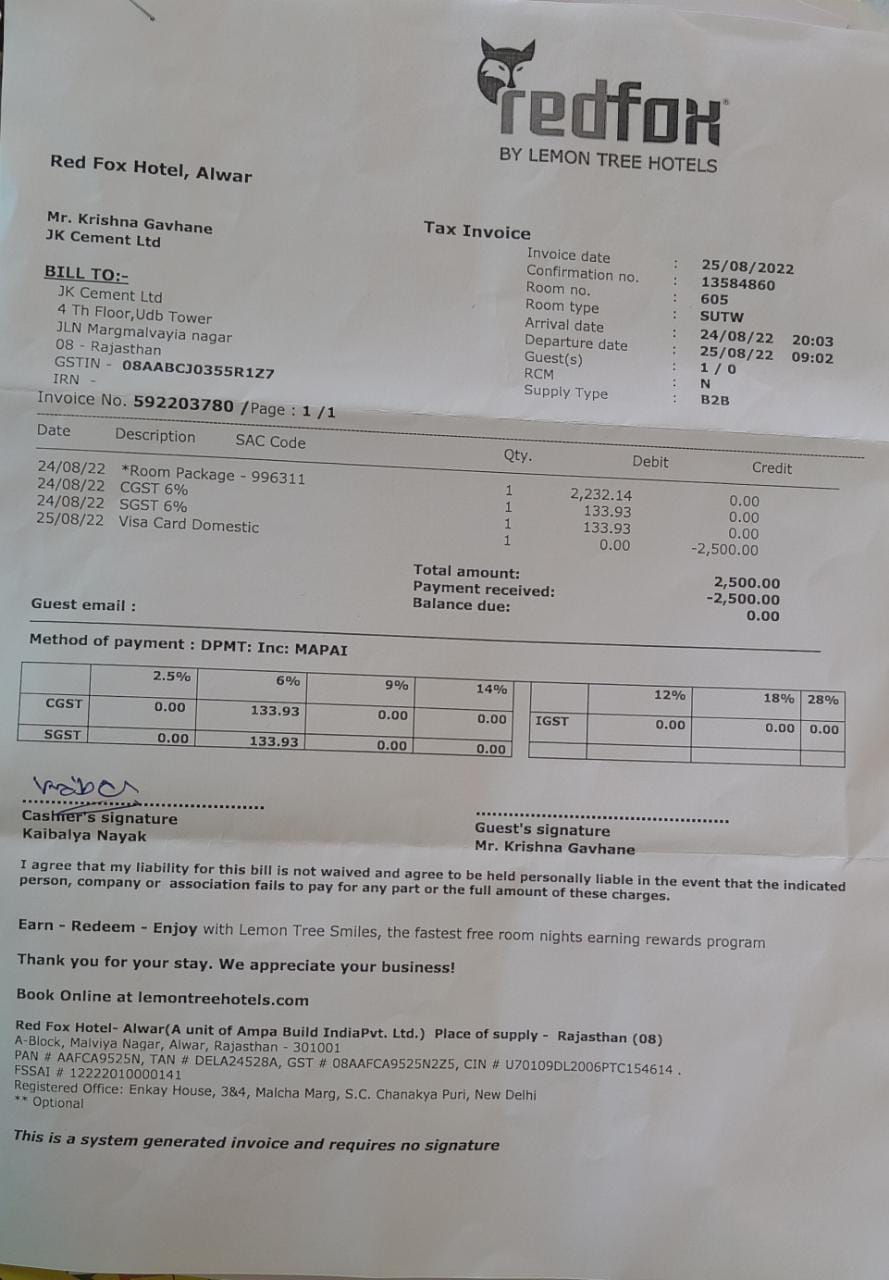 redfox
BY LEMON TREE HOTELS
Red Fox Hotel, Alwar
Mr. Krishna Gavhane
JK Cement Ltd
BILL TO:-
JK Cement Ltd
4 Th Floor,Udb Tower
JLN Margmalvayia nagar
08 - Rajasthan
GSTIN - 08AABCJ0355R1Z7
IRN -
Tax Invoice
Invoice date : 25/08/2022
Confirmation no. : 13584860
Room no. : 605
Room type : SUTW
Arrival date : 24/08/22 20:03
Departure date : 25/08/22 09:02
Guest(s) : 1 / 0
RCM : N
Supply Type : B2B
Invoice No. 592203780 /Page : 1 /1
Date Description SAC Code Qty. Debit Credit
24/08/22 *Room Package - 996311 1 2,232.14 0.00
24/08/22 CGST 6% 1 133.93 0.00
24/08/22 SGST 6% 1 133.93 0.00
25/08/22 Visa Card Domestic 1 0.00 -2,500.00
Total amount: 2,500.00
Payment received: -2,500.00
Balance due: 0.00
Guest email :
Method of payment : DPMT: Inc: MAPAI
2.5% 6% 9% 14% 12% 18% 28%
CGST 0.00 133.93 0.00 0.00 IGST 0.00 0.00 0.00
SGST 0.00 133.93 0.00 0.00
Cashier's signature
Kaibalya Nayak
Guest's signature
Mr. Krishna Gavhane
I agree that my liability for this bill is not waived and agree to be held personally liable in the event that the indicated
person, company or association fails to pay for any part or the full amount of these charges.
Earn - Redeem - Enjoy with Lemon Tree Smiles, the fastest free room nights earning rewards program
Thank you for your stay. We appreciate your business!
Book Online at lemontreehotels.com
Red Fox Hotel- Alwar(A unit of Ampa Build IndiaPvt. Ltd.) Place of supply - Rajasthan (08)
A-Block, Malviya Nagar, Alwar, Rajasthan - 301001
PAN # AAFCA9525N, TAN # DELA24528A, GST # 08AAFCA9525N2Z5, CIN # U70109DL2006PTC154614 .
FSSAI # 12222010000141
Registered Office: Enkay House, 3&4, Malcha Marg, S.C. Chanakya Puri, New Delhi
** Optional
This is a system generated invoice and requires no signature